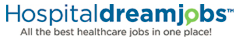 Hospitaldreamjobs™
All the best healthcare jobs in one place!